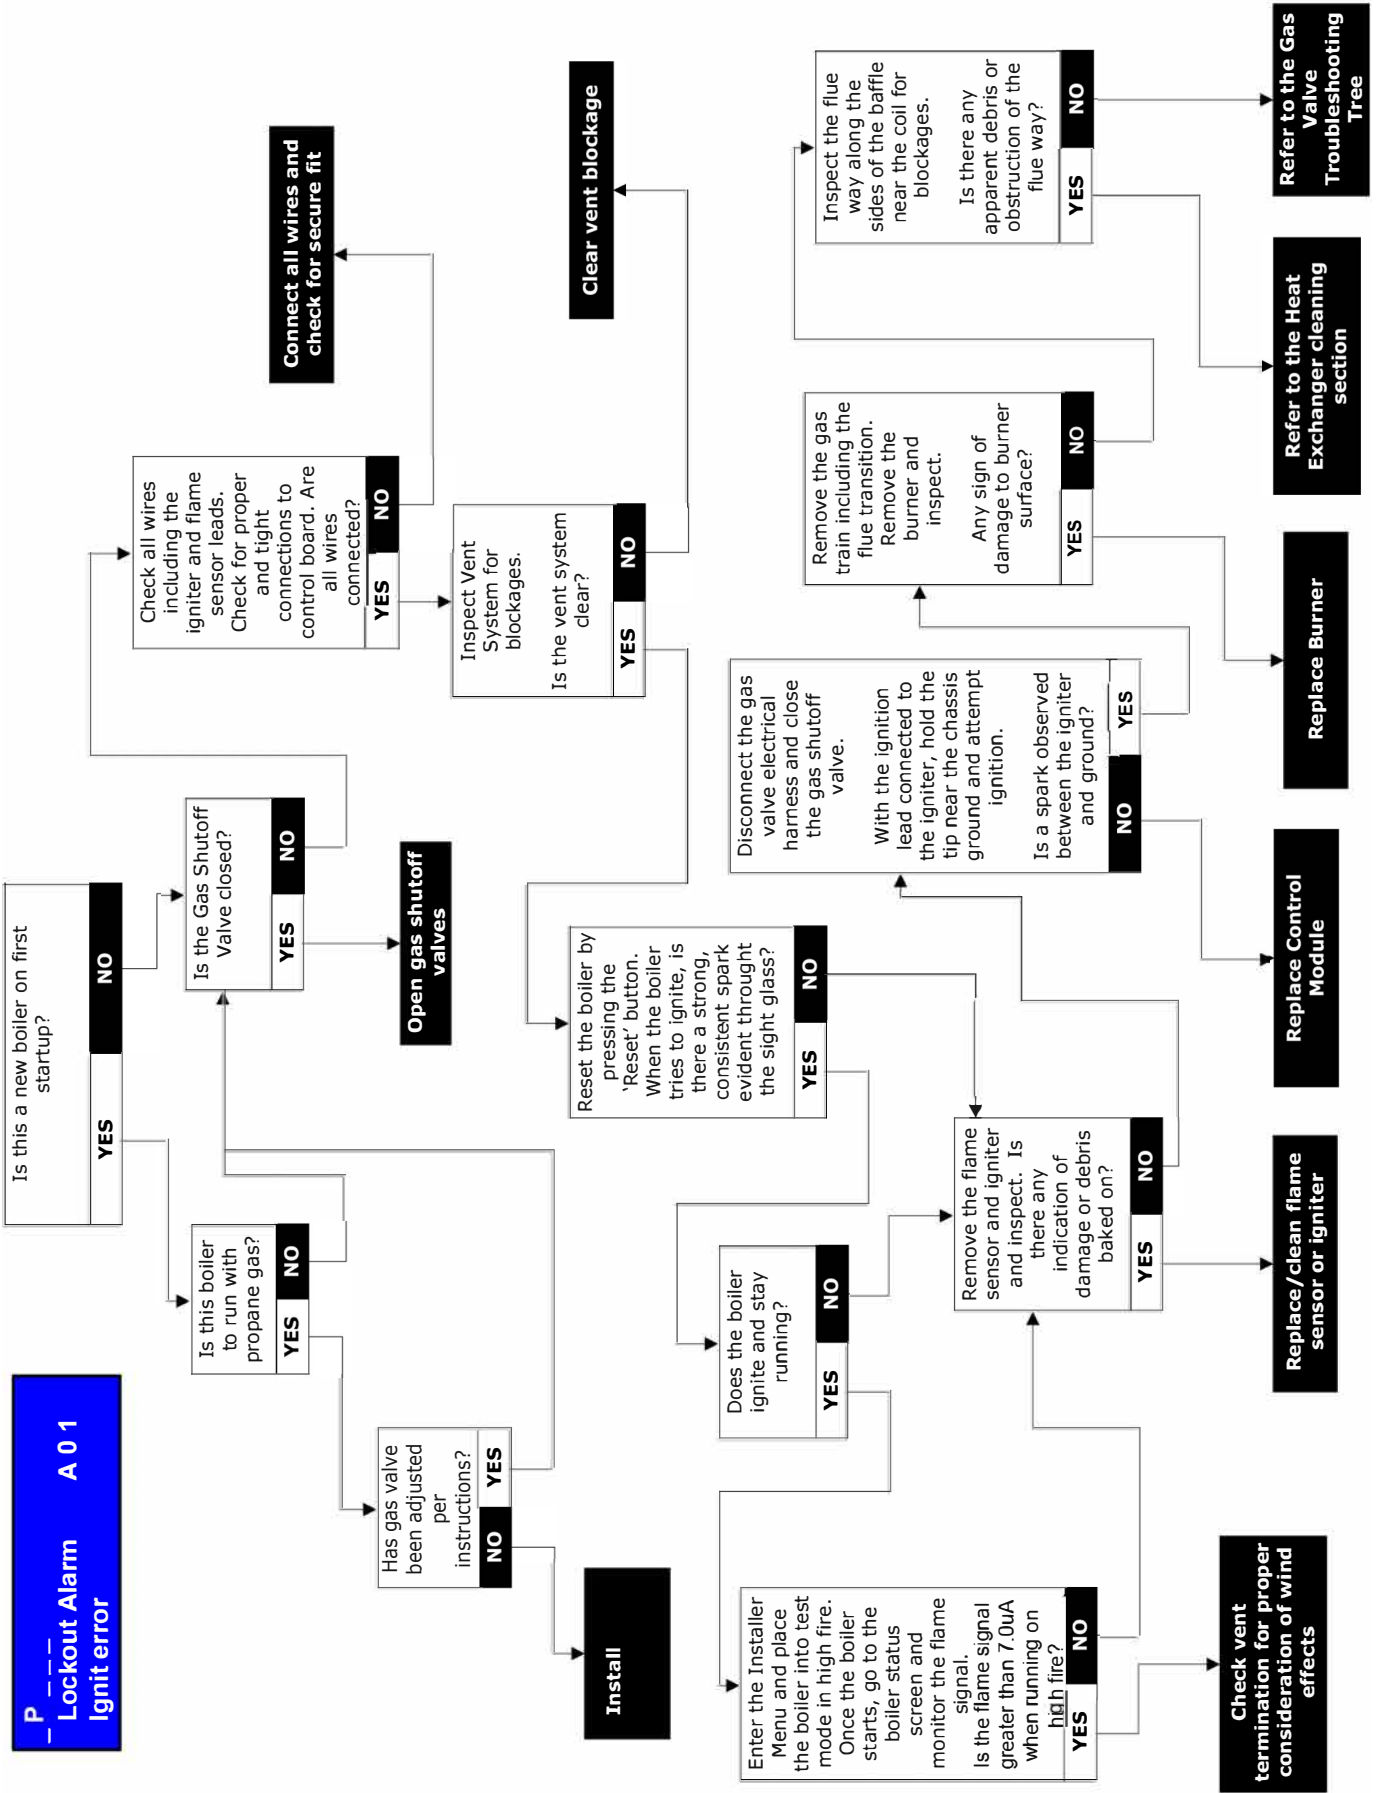 _ P _ _ _
Lockout Alarm A 0 1
Ignit error
Is this a new boiler on first
startup?
YES
NO
Is this boiler
to run with
propane gas?
YES
NO
Has gas valve
been adjusted
per
instructions?
NO
YES
Install
Is the Gas Shutoff
Valve closed?
YES
NO
Open gas shutoff
valves
Check all wires
including the
igniter and flame
sensor leads.
Check for proper
and tight
connections to
control board. Are
all wires
connected?
YES
NO
Connect all wires and
check for secure fit
Inspect Vent
System for
blockages.
Is the vent system
clear?
YES
NO
Clear vent blockage
Reset the boiler by
pressing the
‘Reset’ button.
When the boiler
tries to ignite, is
there a strong,
consistent spark
evident throught
the sight glass?
YES
NO
Does the boiler
ignite and stay
running?
YES
NO
Enter the Installer
Menu and place
the boiler into test
mode in high fire.
Once the boiler
starts, go to the
boiler status
screen and
monitor the flame
signal.
Is the flame signal
greater than 7.0uA
when running on
high fire?
YES
NO
Check vent
termination for proper
consideration of wind
effects
Remove the flame
sensor and igniter
and inspect. Is
there any
indication of
damage or debris
baked on?
YES
NO
Replace/clean flame
sensor or igniter
Disconnect the gas
valve electrical
harness and close
the gas shutoff
valve.
With the ignition
lead connected to
the igniter, hold the
tip near the chassis
ground and attempt
ignition.
Is a spark observed
between the igniter
and ground?
NO
YES
Replace Control
Module
Remove the gas
train including the
flue transition.
Remove the
burner and
inspect.
Any sign of
damage to burner
surface?
YES
NO
Replace Burner
Inspect the flue
way along the
sides of the baffle
near the coil for
blockages.
Is there any
apparent debris or
obstruction of the
flue way?
YES
NO
Refer to the Heat
Exchanger cleaning
section
Refer to the Gas
Valve
Troubleshooting
Tree